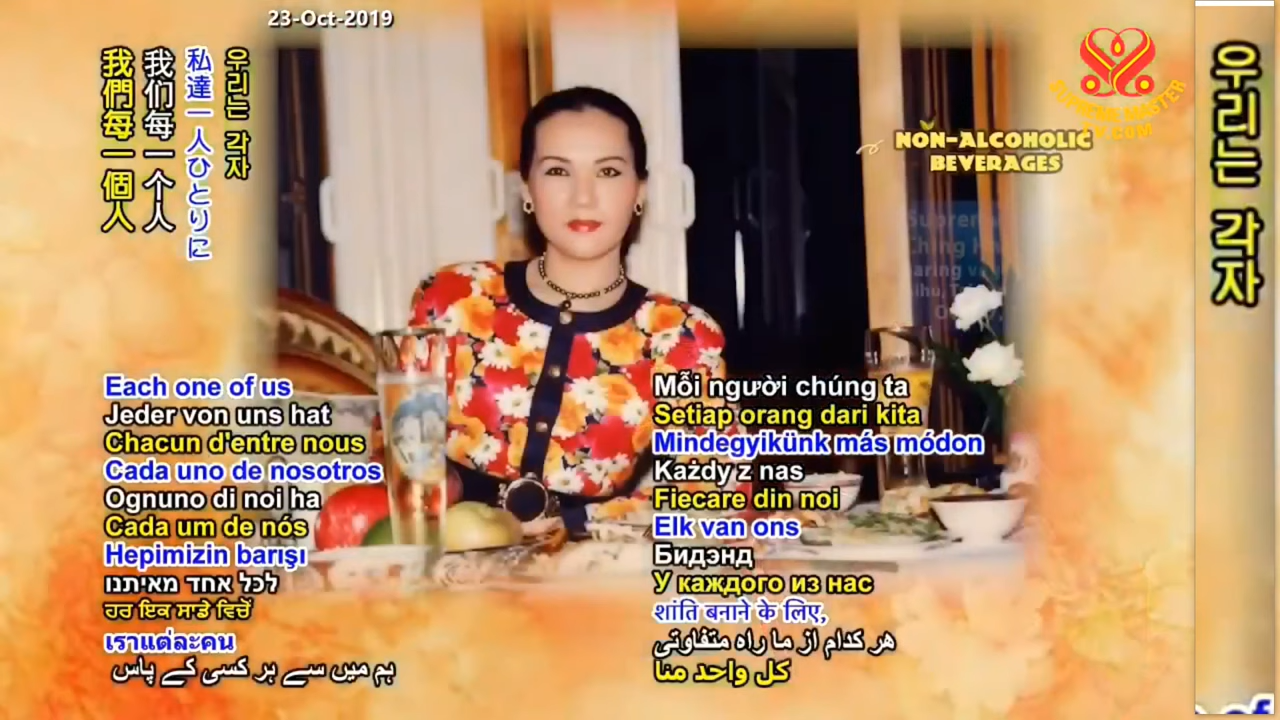 23-Oct-2019
우리는 각자
私達一人ひとりに
我们每一个人
我們每一個人
SUPREME MASTER
TV.COM
NON-ALCOHOLIC
BEVERAGES
Each one of us
Jeder von uns hat
Chacun d'entre nous
Cada uno de nosotros
Ognuno di noi ha
Cada um de nós
Hepimizin barışı
לכל אחד מאיתנו
ਹਰ ਇਕ ਸਾਡੇ ਵਿਚੋਂ
เราแต่ละคน
ہم میں سے ہر کسی کے پاس
Mỗi người chúng ta
Setiap orang dari kita
Mindegyikünk más módon
Każdy z nas
Fiecare din noi
Elk van ons
Бидэнд
У каждого из нас
शांति बनाने के लिए,
هر کدام از ما راه متفاوتی
كل واحد منا
우리는 각자
of